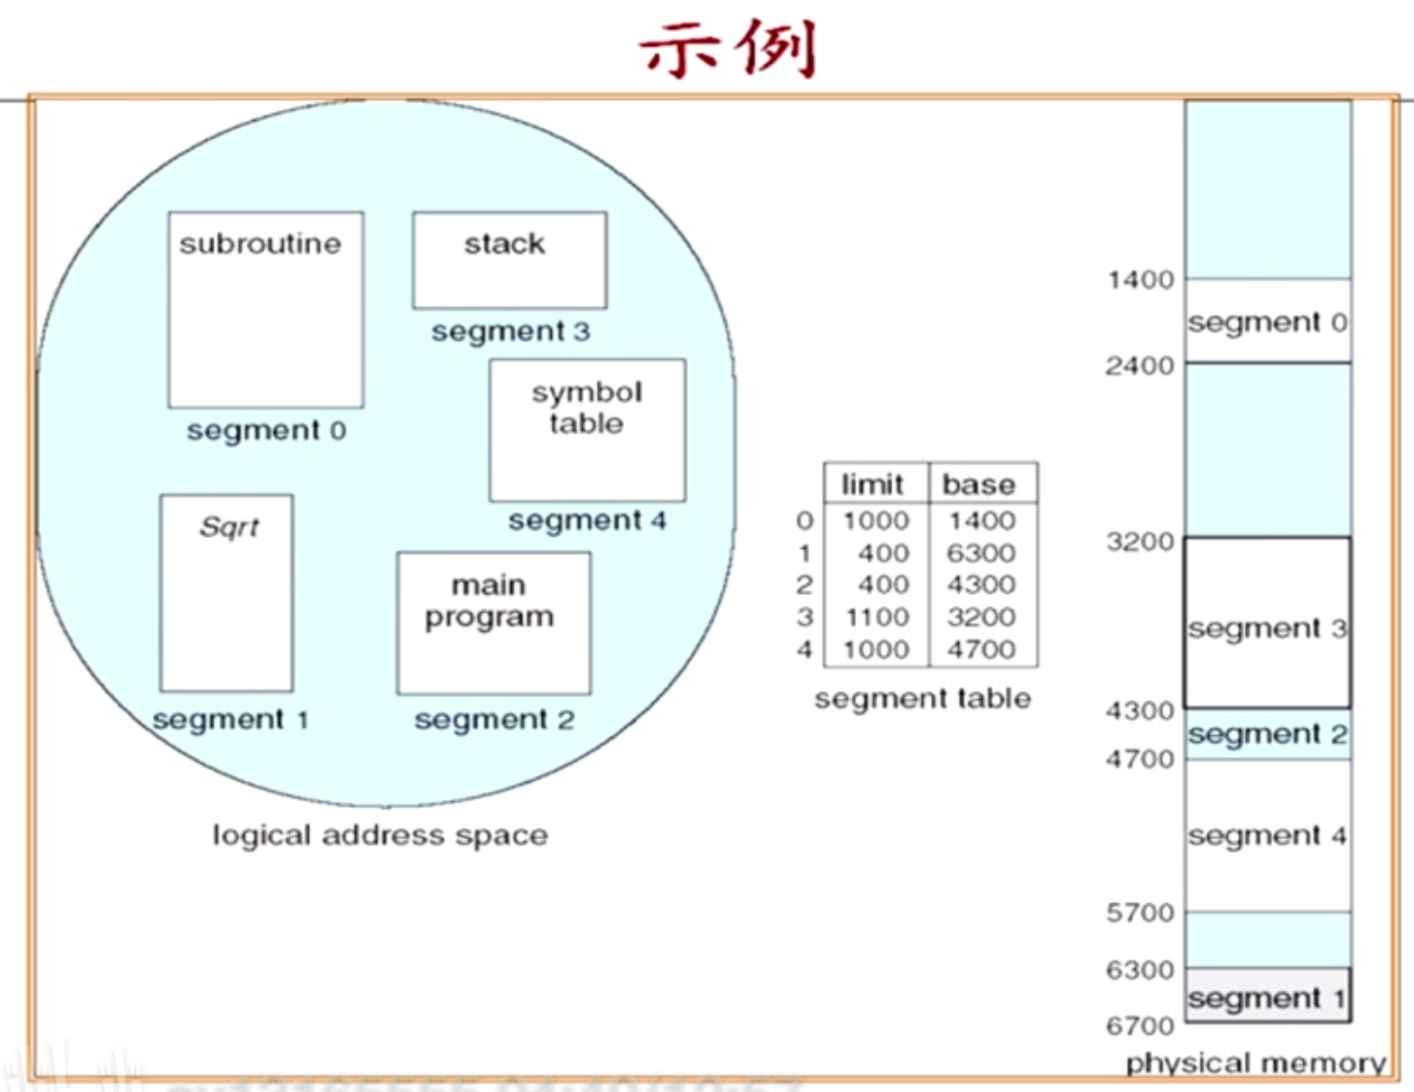 示例
subroutine
segment 0
stack
segment 3
symbol
table
segment 4
Sqrt
segment 1
main
program
segment 2
logical address space
limit base
0 1000 1400
1 400 6300
2 400 4300
3 1100 3200
4 1000 4700
segment table
1400
segment 0
2400
3200
segment 3
4300
segment 2
4700
segment 4
5700
6300
segment 1
6700
physical memory